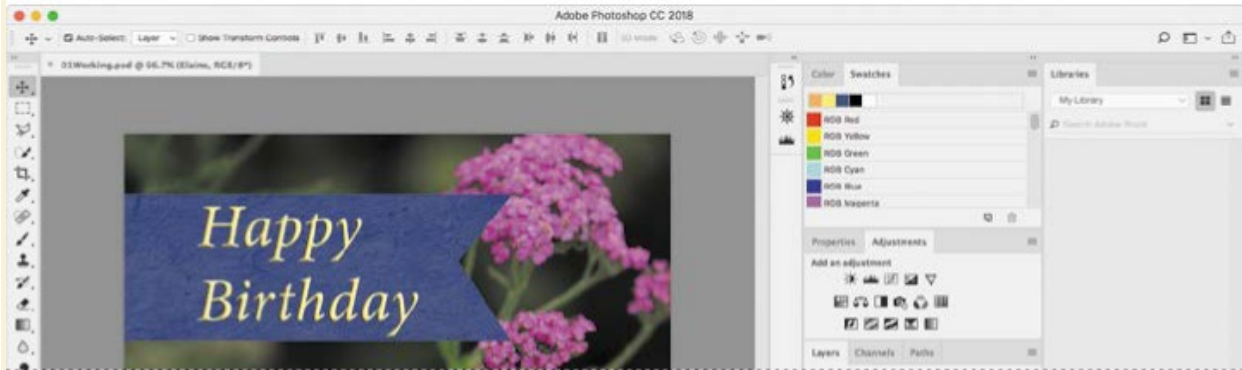 Adobe Photoshop CC 2018
Auto-Select: Layer Show Transform Controls 3D Mode:
× 01Working.psd @ 66.7% (Elaine, RGB/8*)
Color Swatches
Libraries
My Library
RGB Red
Search Adobe Stock
RGB Yellow
RGB Green
RGB Cyan
RGB Blue
RGB Magenta
Happy
Birthday
Properties Adjustments
Add an adjustment
Layers Channels Paths